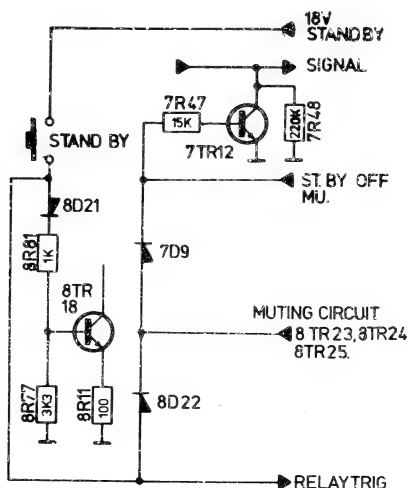 18V
STANDBY
SIGNAL
7R47
15K
7TR12
220K
7R48
STAND BY
ST. BY OFF
MU.
8D21
8R81
1K
7D9
8TR
18
MUTING CIRCUIT
8 TR23,8TR24
8TR25.
8R77
3K3
8R11
100
8D22
RELAYTRIG